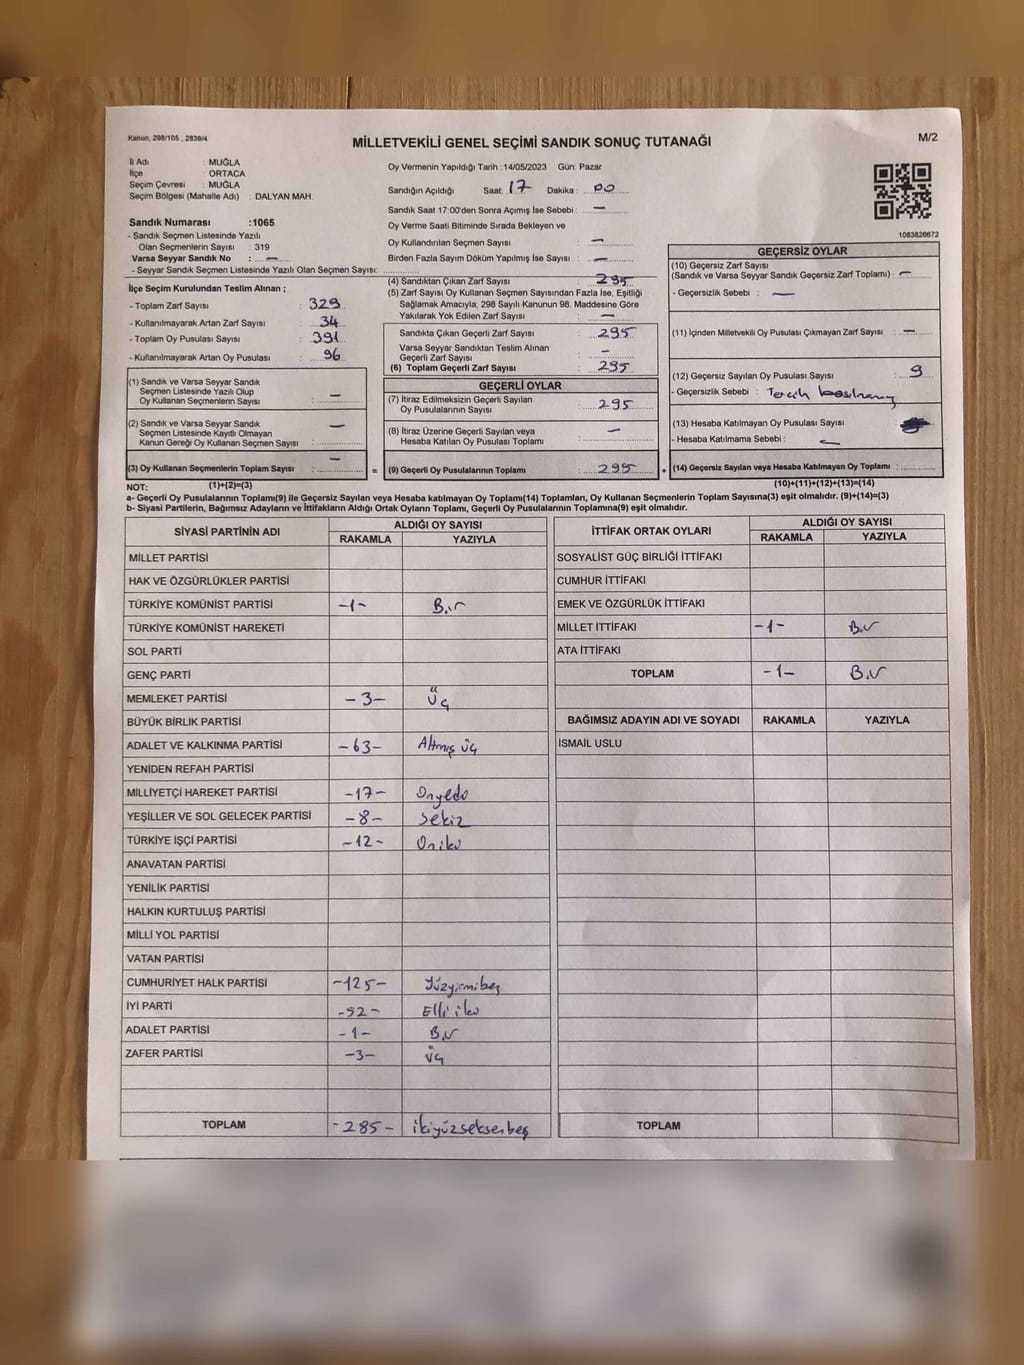 Kanun, 298/105 , 2839/4
MİLLETVEKİLİ GENEL SEÇİMİ SANDIK SONUÇ TUTANAĞI
M/2
İl Adı : MUĞLA
İlçe : ORTACA
Seçim Çevresi : MUĞLA
Seçim Bölgesi (Mahalle Adı) : DALYAN MAH.
Sandık Numarası :1065
- Sandık Seçmen Listesinde Yazılı
Olan Seçmenlerin Sayısı : 319
Varsa Seyyar Sandık No : —
- Seyyar Sandık Seçmen Listesinde Yazılı Olan Seçmen Sayısı:
İlçe Seçim Kurulundan Teslim Alınan ;
- Toplam Zarf Sayısı : 329
- Kullanılmayarak Artan Zarf Sayısı : 34
- Toplam Oy Pusulası Sayısı : 391
- Kullanılmayarak Artan Oy Pusulası : 96
(1) Sandık ve Varsa Seyyar Sandık
Seçmen Listesinde Yazılı Olup
Oy Kullanan Seçmenlerin Sayısı : —
(2) Sandık ve Varsa Seyyar Sandık
Seçmen Listesinde Kayıtlı Olmayan
Kanun Gereği Oy Kullanan Seçmen Sayısı : —
(3) Oy Kullanan Seçmenlerin Toplam Sayısı : —
Oy Vermenin Yapıldığı Tarih : 14/05/2023 Gün: Pazar
Sandığın Açıldığı Saat: 17 Dakika : 00
Sandık Saat 17:00'den Sonra Açımış İse Sebebi : —
Oy Verme Saati Bitiminde Sırada Bekleyen ve
Oy Kullandırılan Seçmen Sayısı : —
Birden Fazla Sayım Döküm Yapılmış İse Sayısı : —
(4) Sandıktan Çıkan Zarf Sayısı : 295
(5) Zarf Sayısı Oy Kullanan Seçmen Sayısından Fazla İse, Eşitliği
Sağlamak Amacıyla; 298 Sayılı Kanunun 98. Maddesine Göre
Yakılarak Yok Edilen Zarf Sayısı : —
Sandıkta Çıkan Geçerli Zarf Sayısı : 295
Varsa Seyyar Sandıktan Teslim Alınan
Geçerli Zarf Sayısı : —
(6) Toplam Geçerli Zarf Sayısı : 295
GEÇERLİ OYLAR
(7) İtiraz Edilmeksizin Geçerli Sayılan
Oy Pusulalarının Sayısı : 295
(8) İtiraz Üzerine Geçerli Sayılan veya
Hesaba Katılan Oy Pusulası Toplamı : —
= (9) Geçerli Oy Pusulalarının Toplamı : 295 +
1083826672
GEÇERSİZ OYLAR
(10) Geçersiz Zarf Sayısı
(Sandık ve Varsa Seyyar Sandık Geçersiz Zarf Toplamı) : —
- Geçersizlik Sebebi : —
(11) İçinden Milletvekili Oy Pusulası Çıkmayan Zarf Sayısı : —
(12) Geçersiz Sayılan Oy Pusulası Sayısı : 9
- Geçersizlik Sebebi : Tercih
(13) Hesaba Katılmayan Oy Pusulası Sayısı
- Hesaba Katılmama Sebebi : —
(14) Geçersiz Sayılan veya Hesaba Katılmayan Oy Toplamı :
NOT: (1)+(2)=(3) (10)+(11)+(12)+(13)=(14)
a- Geçerli Oy Pusulalarının Toplamı(9) ile Geçersiz Sayılan veya Hesaba katılmayan Oy Toplamı(14) Toplamları, Oy Kullanan Seçmenlerin Toplam Sayısına(3) eşit olmalıdır. (9)+(14)=(3)
b- Siyasi Partilerin, Bağımsız Adayların ve İttifakların Aldığı Ortak Oyların Toplamı, Geçerli Oy Pusulalarının Toplamına(9) eşit olmalıdır.
SİYASİ PARTİNİN ADI ALDIĞI OY SAYISI
RAKAMLA YAZIYLA
MİLLET PARTİSİ
HAK VE ÖZGÜRLÜKLER PARTİSİ
TÜRKİYE KOMÜNİST PARTİSİ -1- Bir
TÜRKİYE KOMÜNİST HAREKETİ
SOL PARTİ
GENÇ PARTİ
MEMLEKET PARTİSİ -3- Üç
BÜYÜK BİRLİK PARTİSİ
ADALET VE KALKINMA PARTİSİ -63- Altmış üç
YENİDEN REFAH PARTİSİ
MİLLİYETÇİ HAREKET PARTİSİ -17- Onyedi
YEŞİLLER VE SOL GELECEK PARTİSİ -8- Sekiz
TÜRKİYE İŞÇİ PARTİSİ -12- Oniki
ANAVATAN PARTİSİ
YENİLİK PARTİSİ
HALKIN KURTULUŞ PARTİSİ
MİLLİ YOL PARTİSİ
VATAN PARTİSİ
CUMHURİYET HALK PARTİSİ -125- Yüzyirmibeş
İYİ PARTİ -52- Elli iki
ADALET PARTİSİ -1- Bir
ZAFER PARTİSİ -3- üç
TOPLAM -285- ikiyüzseksenbeş
İTTİFAK ORTAK OYLARI ALDIĞI OY SAYISI
RAKAMLA YAZIYLA
SOSYALİST GÜÇ BİRLİĞİ İTTİFAKI
CUMHUR İTTİFAKI
EMEK VE ÖZGÜRLÜK İTTİFAKI
MİLLET İTTİFAKI -1- Bir
ATA İTTİFAKI
TOPLAM -1- Bir
BAĞIMSIZ ADAYIN ADI VE SOYADI RAKAMLA YAZIYLA
İSMAİL USLU
TOPLAM